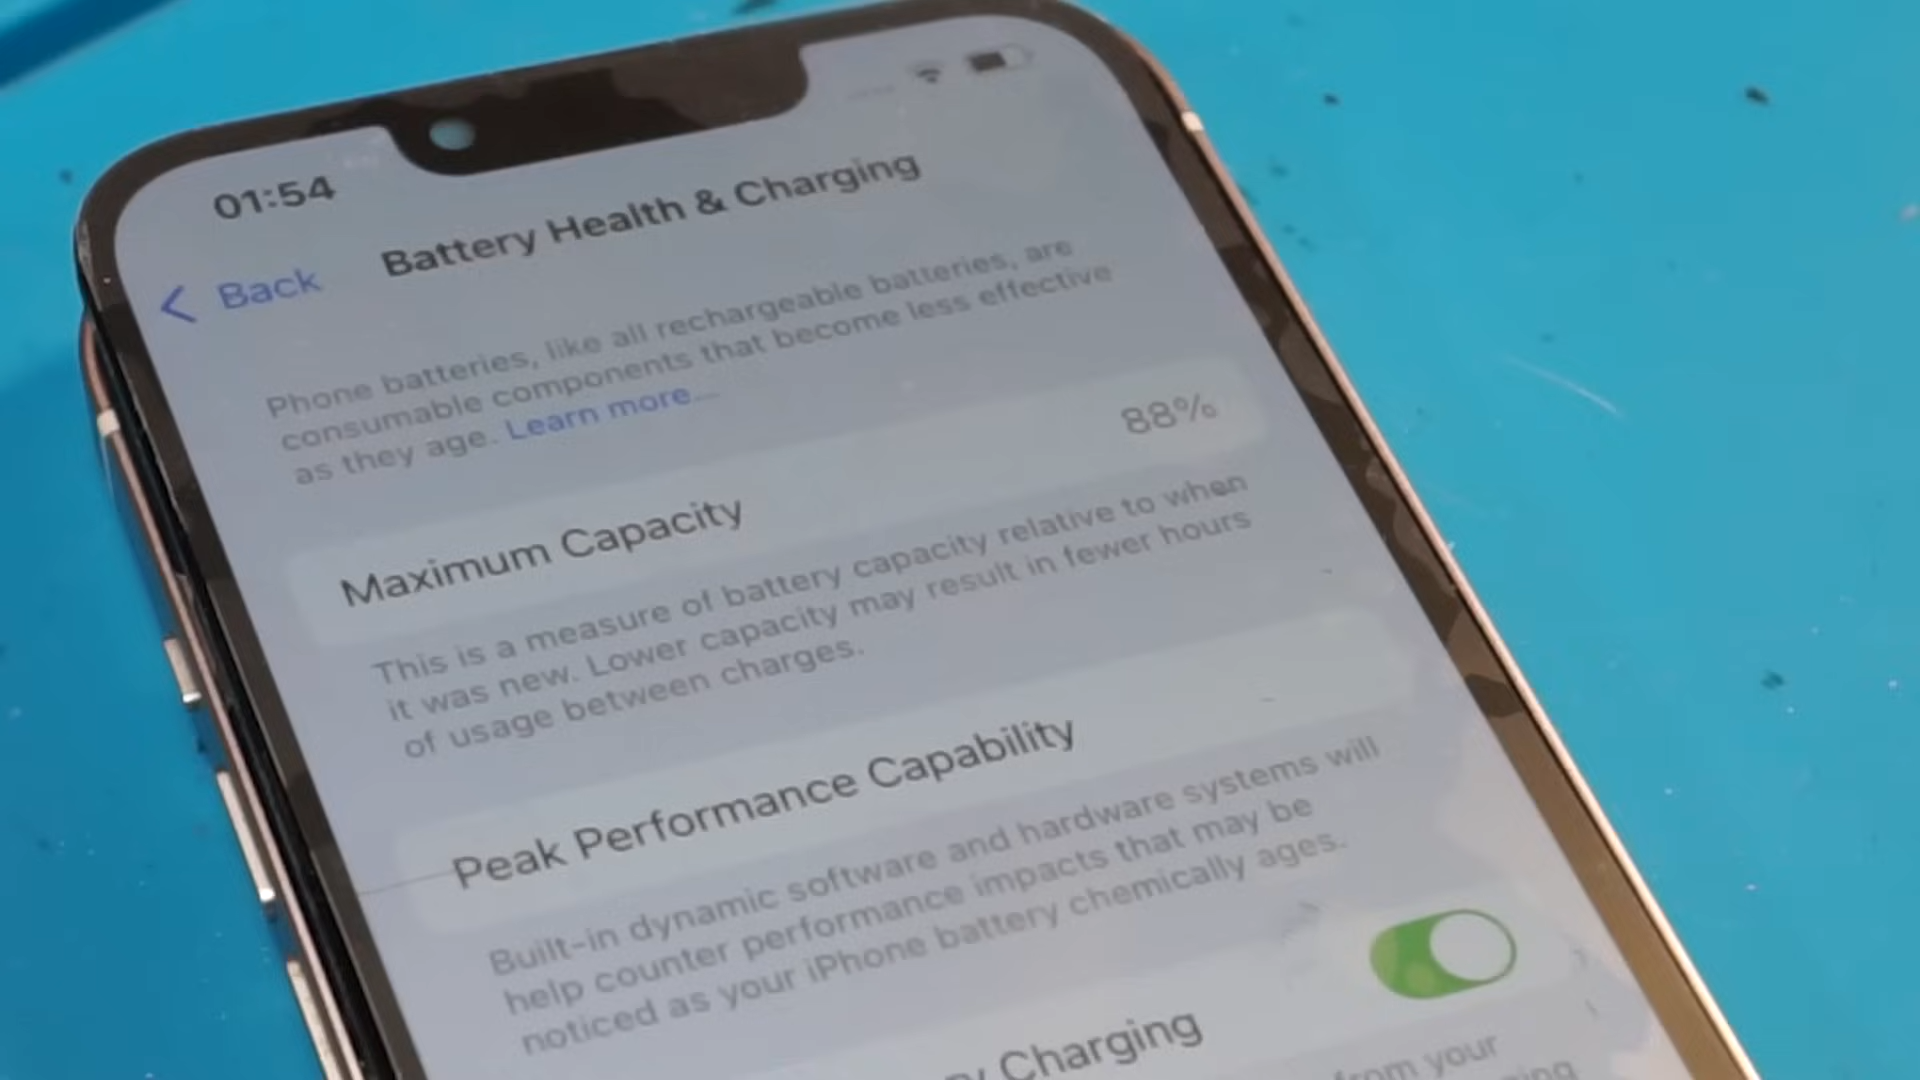 01:54
Back
Battery Health & Charging
Phone batteries, like all rechargeable batteries, are
consumable components that become less effective
as they age. Learn more...
Maximum Capacity
88%
This is a measure of battery capacity relative to when
it was new. Lower capacity may result in fewer hours
of usage between charges.
Peak Performance Capability
Built-in dynamic software and hardware systems will
help counter performance impacts that may be
noticed as your iPhone battery chemically ages.
Charging
from your